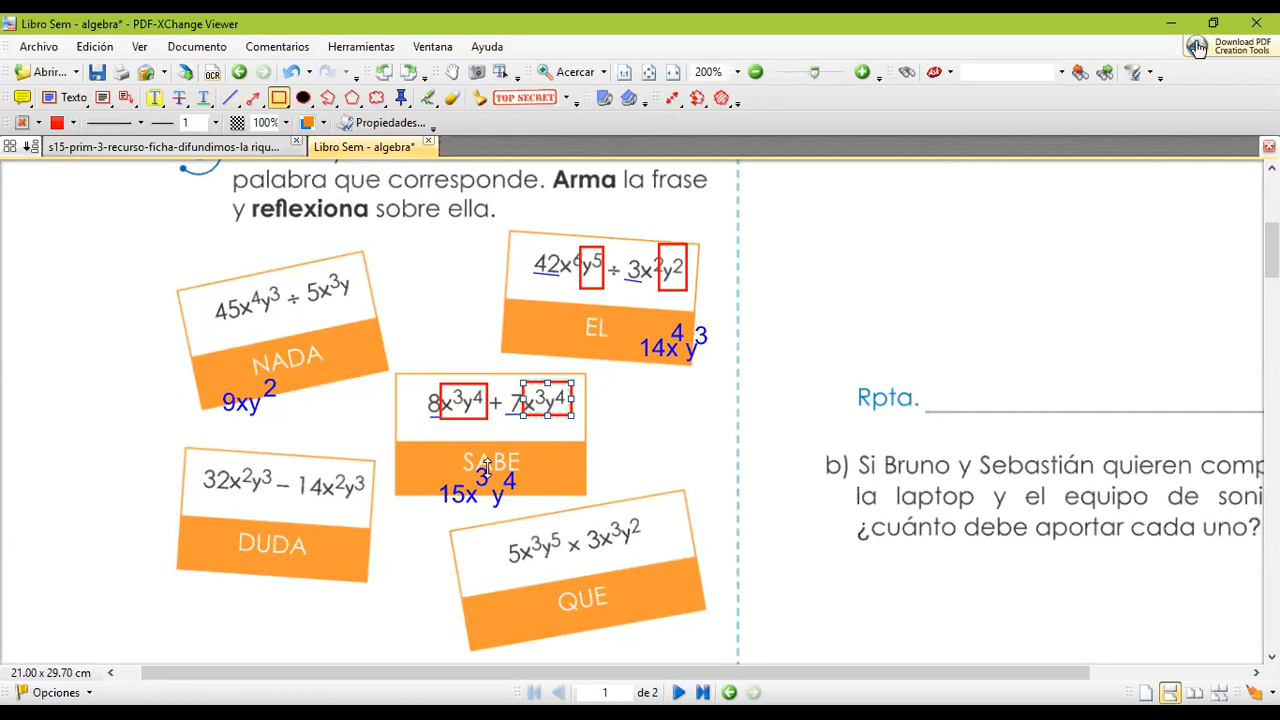 Libro Sem - algebra* - PDF-XChange Viewer
Archivo Edición Ver Documento Comentarios Herramientas Ventana Ayuda
Download PDF
Creation Tools
Abrir... OCR Acercar 200%
Texto TOP SECRET
1 100% Propiedades...
s15-prim-3-recurso-ficha-difundimos-la riqu... Libro Sem - algebra*
palabra que corresponde. Arma la frase
y reflexiona sobre ella.
42x⁶y⁵ ÷ 3x²y²
EL
14x⁴y³
45x⁴y³ ÷ 5x³y
NADA
9xy²
8x³y⁴ + 7x³y⁴
SABE
15x³y⁴
32x²y³ − 14x²y³
DUDA
5x³y⁵ × 3x³y²
QUE
Rpta.
b) Si Bruno y Sebastián quieren comp
la laptop y el equipo de soni
¿cuánto debe aportar cada uno?
21.00 x 29.70 cm
Opciones 1 de 2